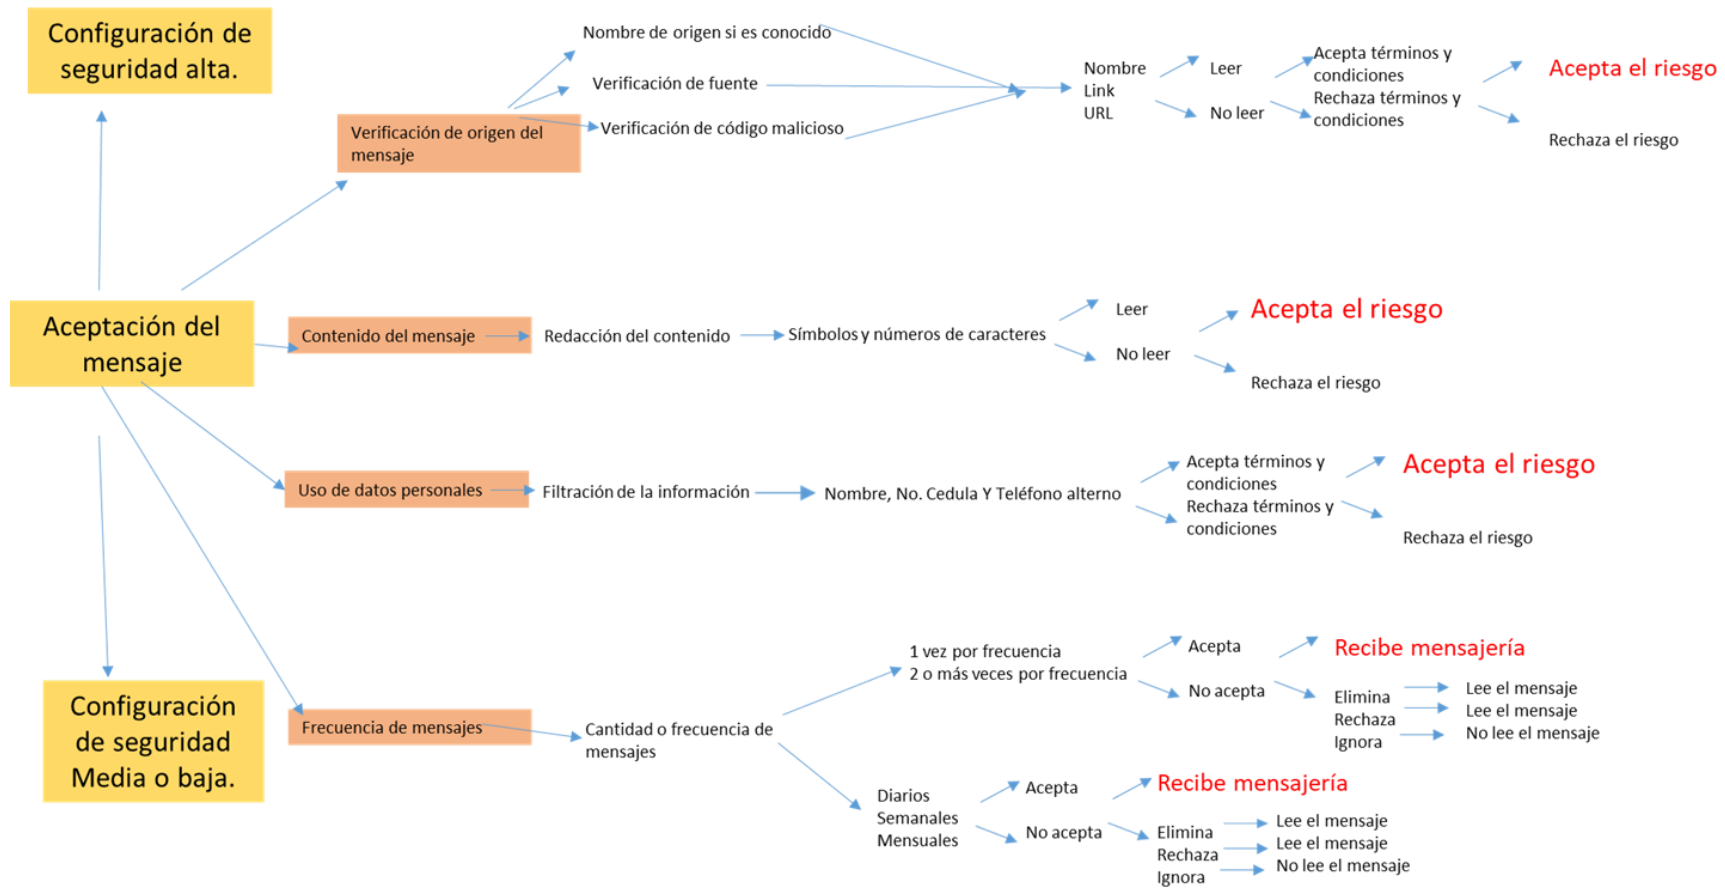 Configuración de
seguridad alta.
Nombre de origen si es conocido
Verificación de fuente
Verificación de código malicioso
Verificación de origen del
mensaje
Nombre
Link
URL
Leer
No leer
Acepta términos y
condiciones
Rechaza términos y
condiciones
Acepta el riesgo
Rechaza el riesgo
Aceptación del
mensaje
Contenido del mensaje
Redacción del contenido
Símbolos y números de caracteres
Leer
No leer
Acepta el riesgo
Rechaza el riesgo
Uso de datos personales
Filtración de la información
Nombre, No. Cedula Y Teléfono alterno
Acepta términos y
condiciones
Rechaza términos y
condiciones
Acepta el riesgo
Rechaza el riesgo
Configuración
de seguridad
Media o baja.
Frecuencia de mensajes
Cantidad o frecuencia de
mensajes
1 vez por frecuencia
2 o más veces por frecuencia
Acepta
No acepta
Recibe mensajería
Elimina
Rechaza
Ignora
Lee el mensaje
Lee el mensaje
No lee el mensaje
Diarios
Semanales
Mensuales
Acepta
No acepta
Recibe mensajería
Elimina
Rechaza
Ignora
Lee el mensaje
Lee el mensaje
No lee el mensaje